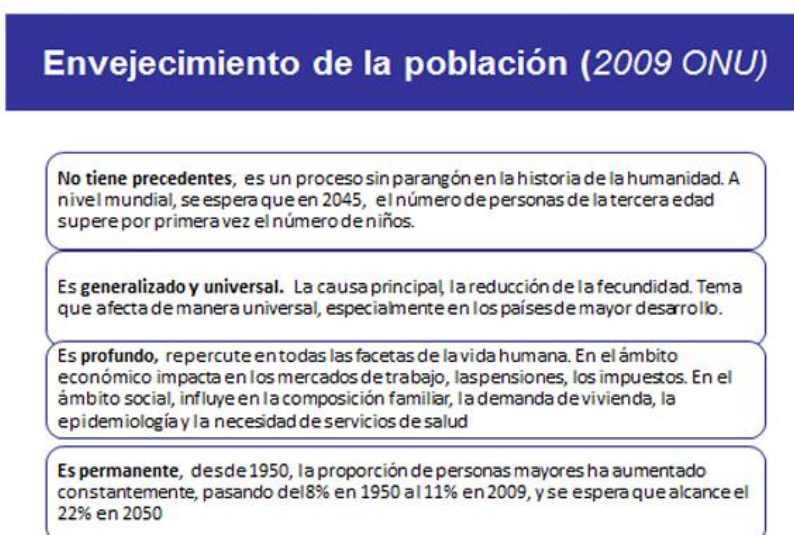 Envejecimiento de la población (2009 ONU)
No tiene precedentes, es un proceso sin parangón en la historia de la humanidad. A
nivel mundial, se espera que en 2045, el número de personas de la tercera edad
supere por primera vez el número de niños.
Es generalizado y universal. La causa principal, la reducción de la fecundidad. Tema
que afecta de manera universal, especialmente en los países de mayor desarrollo.
Es profundo, repercute en todas las facetas de la vida humana. En el ámbito
económico impacta en los mercados de trabajo, las pensiones, los impuestos. En el
ámbito social, influye en la composición familiar, la demanda de vivienda, la
epidemiología y la necesidad de servicios de salud
Es permanente, desde 1950, la proporción de personas mayores ha aumentado
constantemente, pasando del 8% en 1950 al 11% en 2009, y se espera que alcance el
22% en 2050